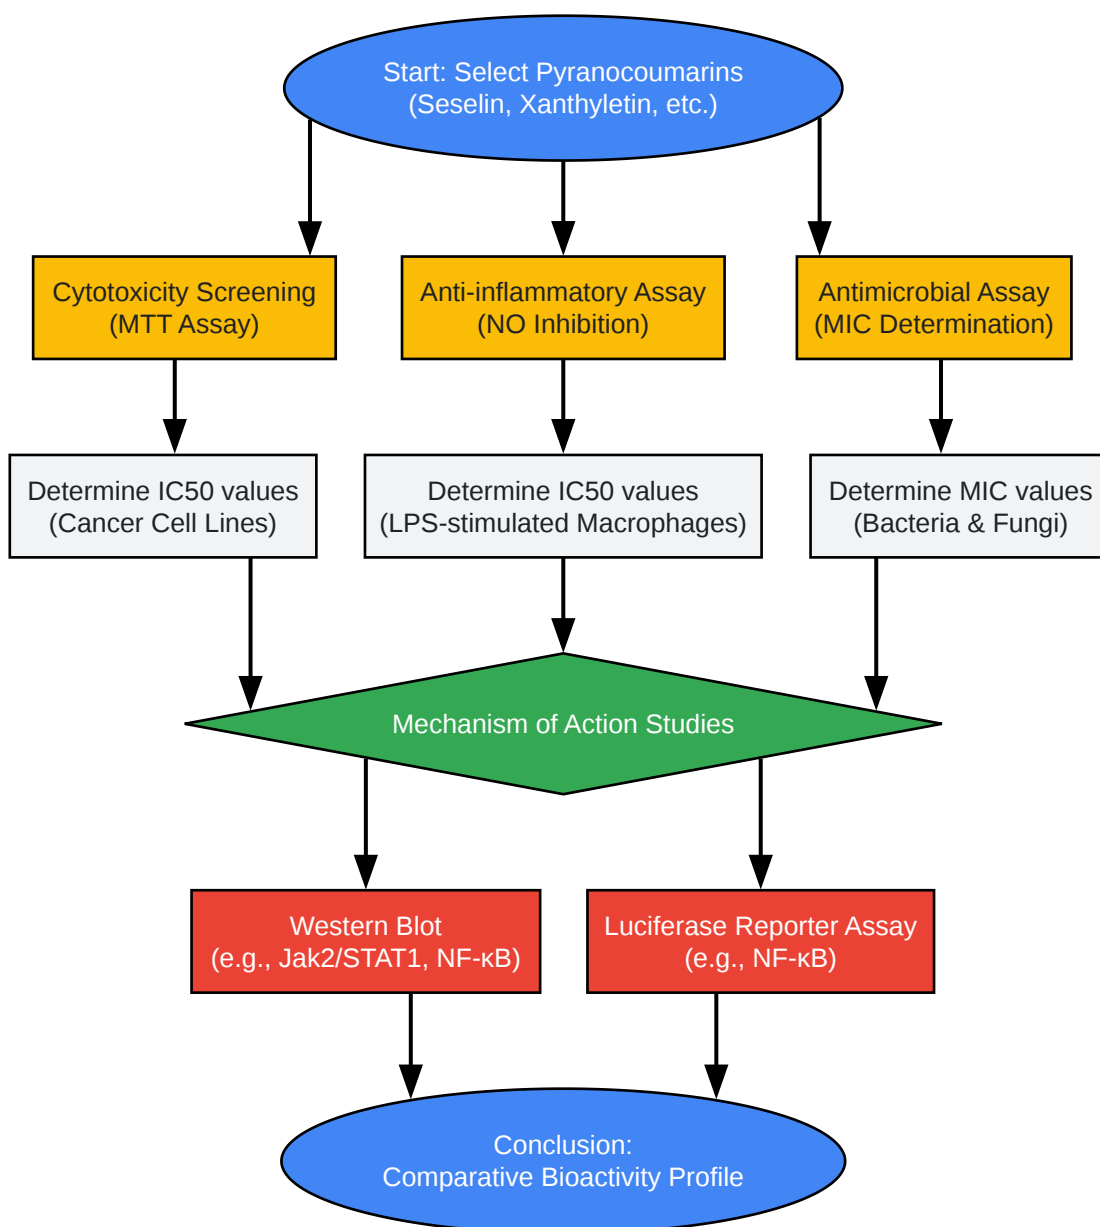 Start: Select Pyranocoumarins
(Seselin, Xanthyletin, etc.)
Cytotoxicity Screening
(MTT Assay)
Anti-inflammatory Assay
(NO Inhibition)
Antimicrobial Assay
(MIC Determination)
Determine IC50 values
(Cancer Cell Lines)
Determine IC50 values
(LPS-stimulated Macrophages)
Determine MIC values
(Bacteria & Fungi)
Mechanism of Action Studies
Western Blot
(e.g., Jak2/STAT1, NF-κB)
Luciferase Reporter Assay
(e.g., NF-κB)
Conclusion:
Comparative Bioactivity Profile